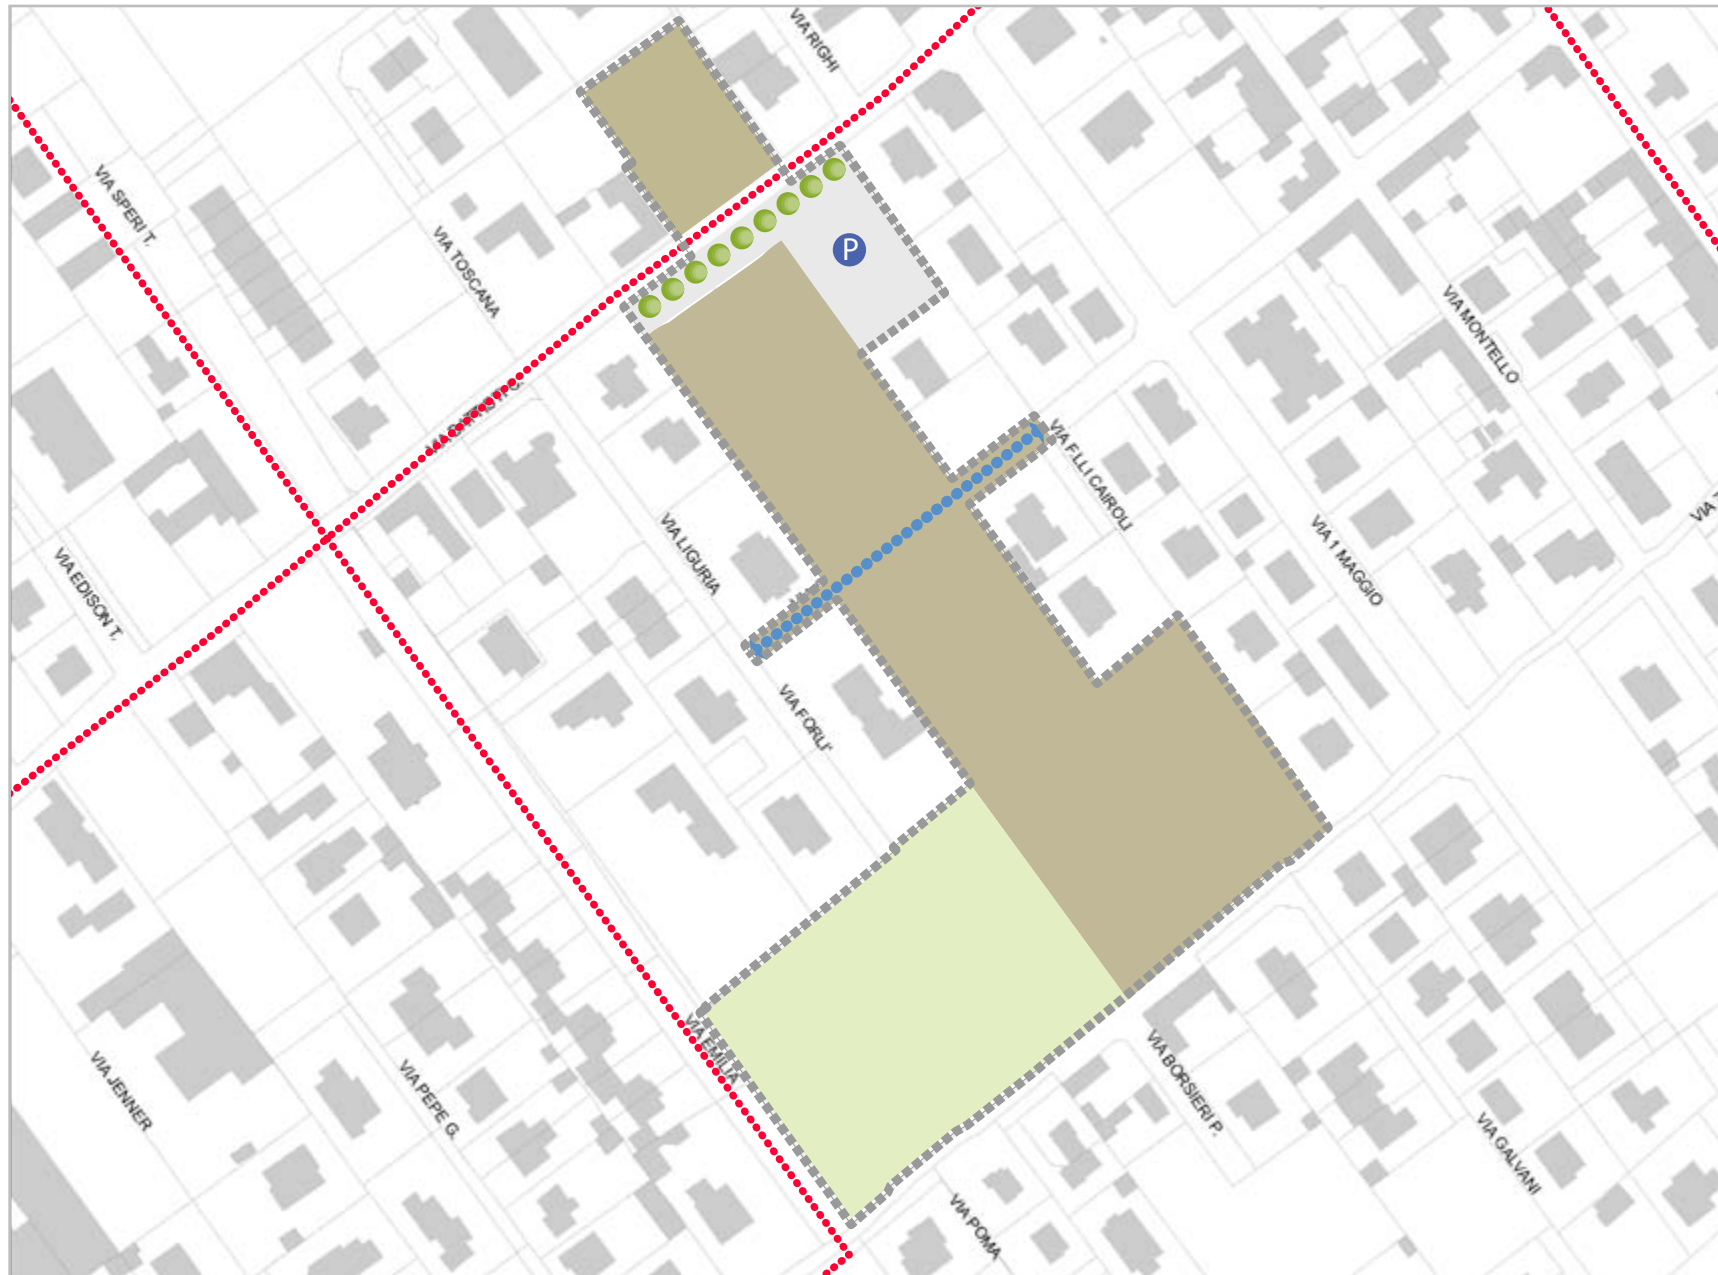 VIA RIGHI
VIA SPERI T.
VIA TOSCANA
P
VIA MONTELLO
VIA F.LLI CAIROLI
VIA LIGURIA
VIA 1 MAGGIO
VIA
VIA EDISON T.
VIA FORLI'
VIA EMILIA
VIA BORSIERI P.
VIA JENNER
VIA PEPE G.
VIA GALVANI
VIA POMA